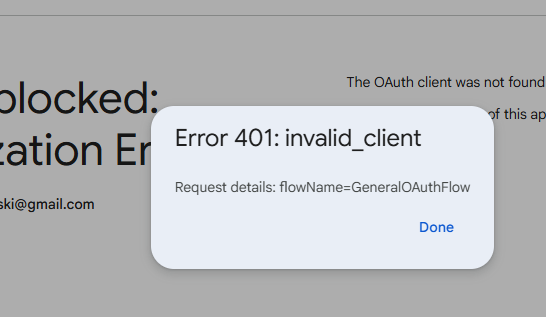 blocked:
The OAuth client was not found
of this ap
zation Er
Error 401: invalid_client
ski@gmail.com
Request details: flowName=GeneralOAuthFlow
Done